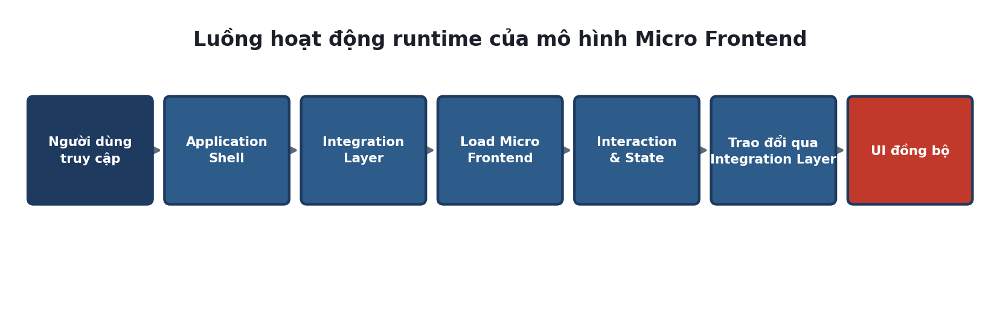 Luồng hoạt động runtime của mô hình Micro Frontend
Người dùng
truy cập
Application
Shell
Integration
Layer
Load Micro
Frontend
Interaction
& State
Trao đổi qua
Integration Layer
UI đồng bộ